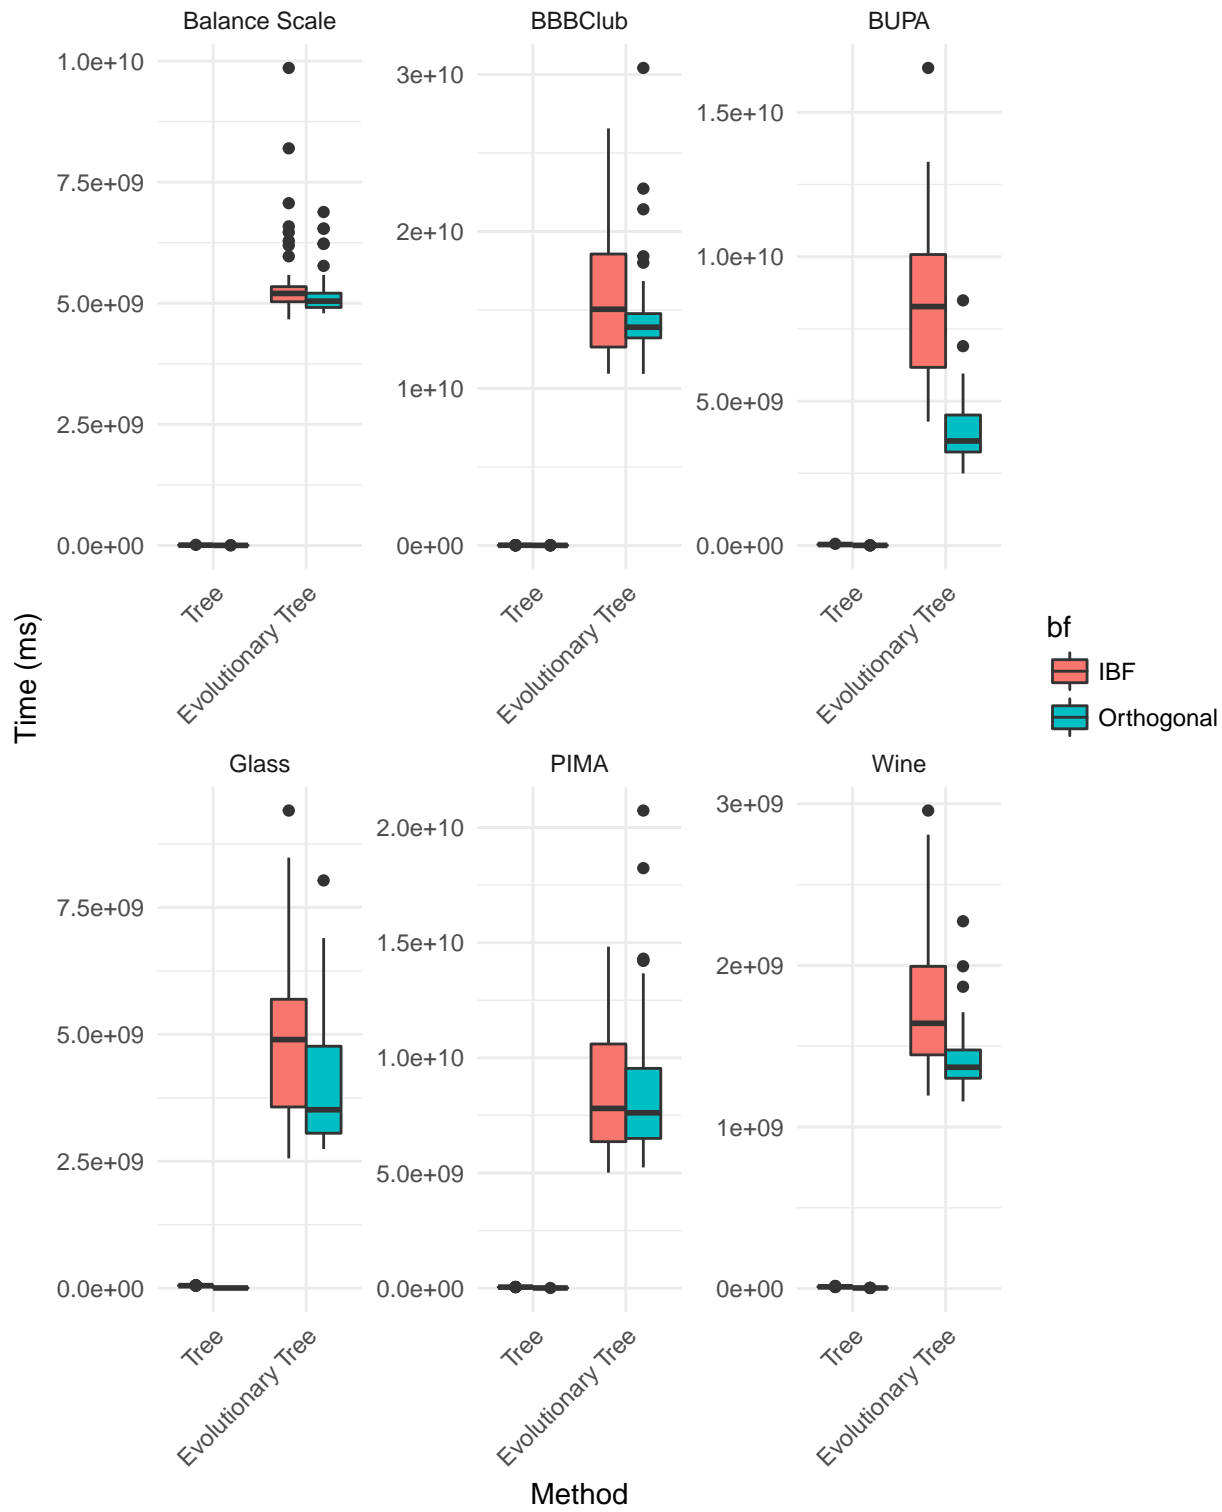 Balance Scale
BBBClub
BUPA
1.0e+10
7.5e+09
5.0e+09
2.5e+09
0.0e+00
3e+10
2e+10
1e+10
0e+00
1.5e+10
1.0e+10
5.0e+09
0.0e+00
Tree
Evolutionary Tree
Tree
Evolutionary Tree
Tree
Evolutionary Tree
Time (ms)
bf
IBF
Orthogonal
Glass
PIMA
Wine
7.5e+09
5.0e+09
2.5e+09
0.0e+00
2.0e+10
1.5e+10
1.0e+10
5.0e+09
0.0e+00
3e+09
2e+09
1e+09
0e+00
Tree
Evolutionary Tree
Tree
Evolutionary Tree
Tree
Evolutionary Tree
Method